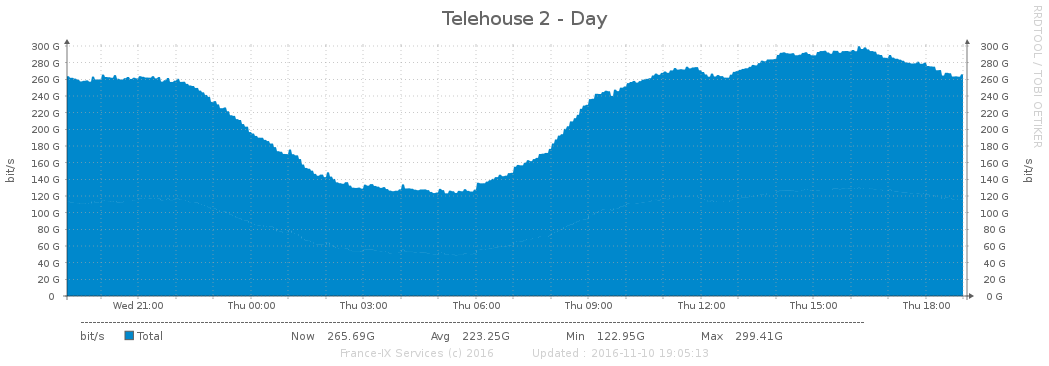 Telehouse 2 - Day
RRDTOOL / TOBI OETIKER
bit/s
300 G
280 G
260 G
240 G
220 G
200 G
180 G
160 G
140 G
120 G
100 G
80 G
60 G
40 G
20 G
0
300 G
280 G
260 G
240 G
220 G
200 G
180 G
160 G
140 G
120 G
100 G
80 G
60 G
40 G
20 G
0 G
bit/s
Wed 21:00 Thu 00:00 Thu 03:00 Thu 06:00 Thu 09:00 Thu 12:00 Thu 15:00 Thu 18:00
bit/s Total Now 265.69G Avg 223.25G Min 122.95G Max 299.41G
France-IX Services (c) 2016 Updated : 2016-11-10 19:05:13